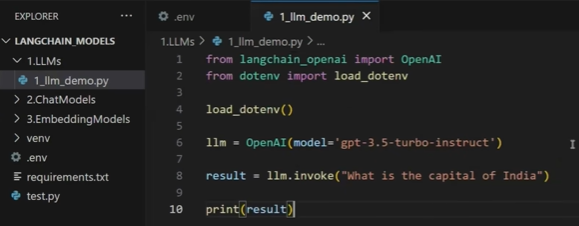 EXPLORER ...
LANGCHAIN_MODELS
1.LLMs
1_llm_demo.py
2.ChatModels
3.EmbeddingModels
venv
.env
requirements.txt
test.py
.env
1_llm_demo.py
1.LLMs > 1_llm_demo.py > ...
1 from langchain_openai import OpenAI
2 from dotenv import load_dotenv
3
4 load_dotenv()
5
6 llm = OpenAI(model='gpt-3.5-turbo-instruct')
7
8 result = llm.invoke("What is the capital of India")
9
10 print(result)